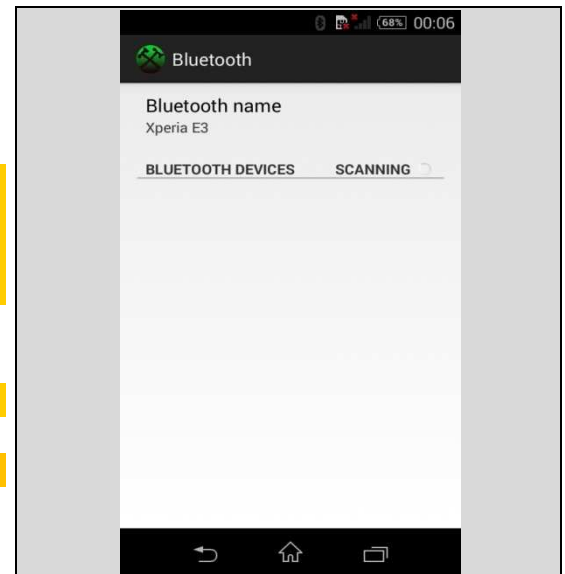 68% 00:06
Bluetooth
Bluetooth name
Xperia E3
BLUETOOTH DEVICES SCANNING